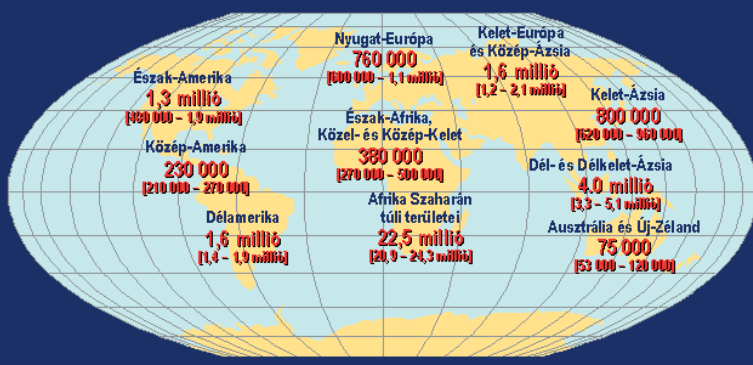 Nyugat-Európa
760 000
[600 000 – 1,1 millió]
Kelet-Európa
és Közép-Ázsia
1,6 millió
[1,2 – 2,1 millió]
Észak-Amerika
1,3 millió
[480 000 – 1,9 millió]
Kelet-Ázsia
800 000
[620 000 – 960 000]
Észak-Afrika,
Közel- és Közép-Kelet
380 000
[270 000 – 500 000]
Közép-Amerika
230 000
[210 000 – 270 000]
Dél- és Délkelet-Ázsia
4.0 millió
[3,3 – 5,1 millió]
Afrika Szaharán
túli területei
22,5 millió
[20,9 – 24,3 millió]
Délamerika
1,6 millió
[1,4 – 1,9 millió]
Ausztrália és Új-Zéland
75 000
[53 000 – 120 000]